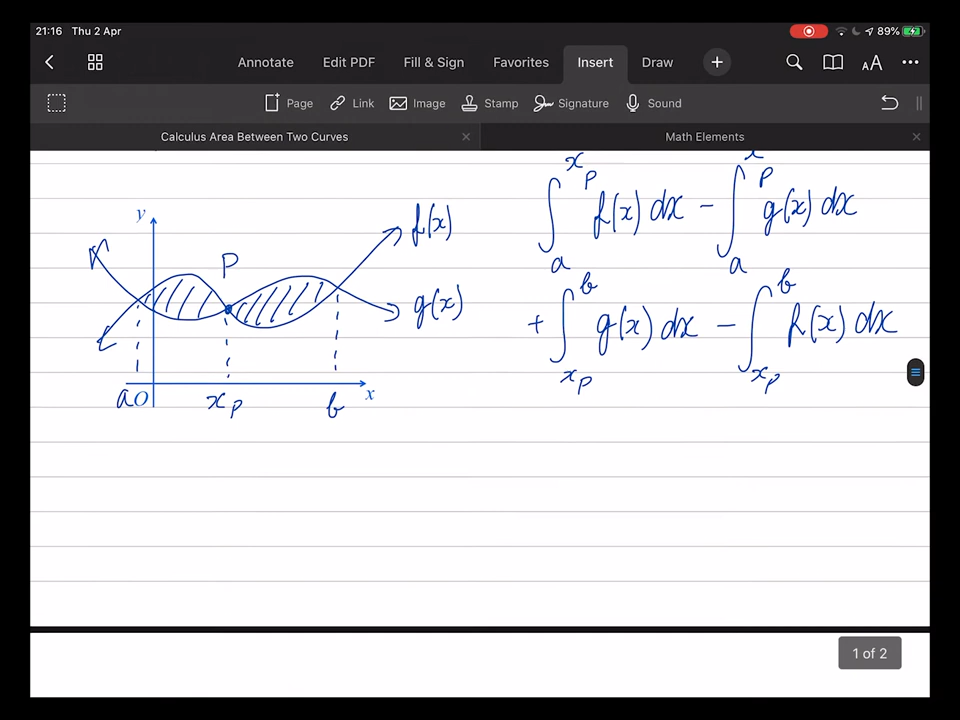 21:16 Thu 2 Apr 89%
Annotate Edit PDF Fill & Sign Favorites Insert Draw + AA
Page Link Image Stamp Signature Sound
Calculus Area Between Two Curves × Math Elements ×
y
P
f(x)
g(x)
a O x_P b x
∫_a^{x_P} f(x) dx − ∫_a^{x_P} g(x) dx
+ ∫_{x_P}^b g(x) dx − ∫_{x_P}^b f(x) dx
1 of 2